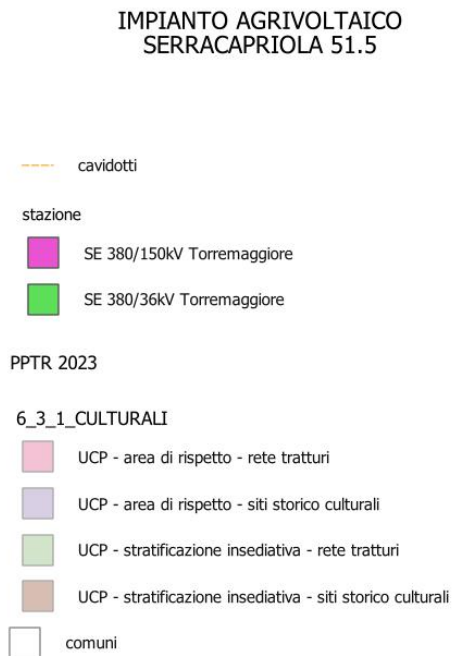 IMPIANTO AGRIVOLTAICO
SERRACAPRIOLA 51.5
cavidotti
stazione
SE 380/150kV Torremaggiore
SE 380/36kV Torremaggiore
PPTR 2023
6_3_1_CULTURALI
UCP - area di rispetto - rete tratturi
UCP - area di rispetto - siti storico culturali
UCP - stratificazione insediativa - rete tratturi
UCP - stratificazione insediativa - siti storico culturali
comuni